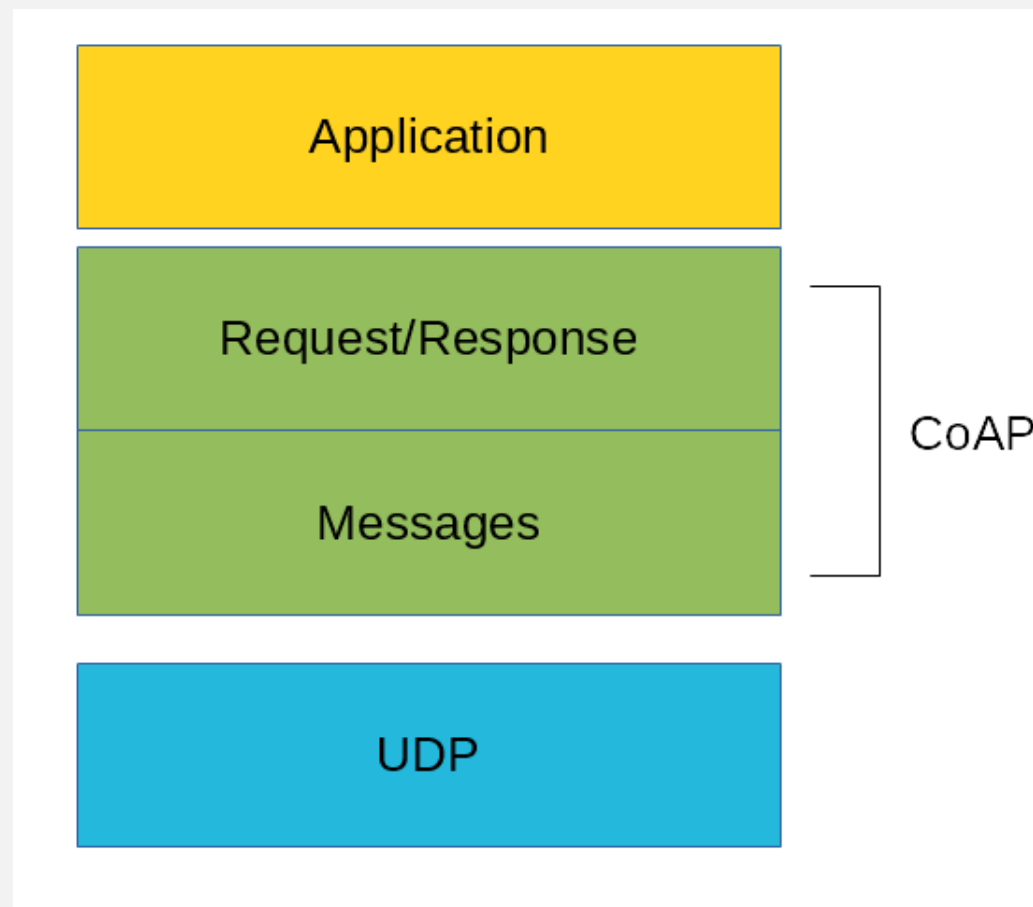 Application
Request/Response
CoAP
Messages
UDP